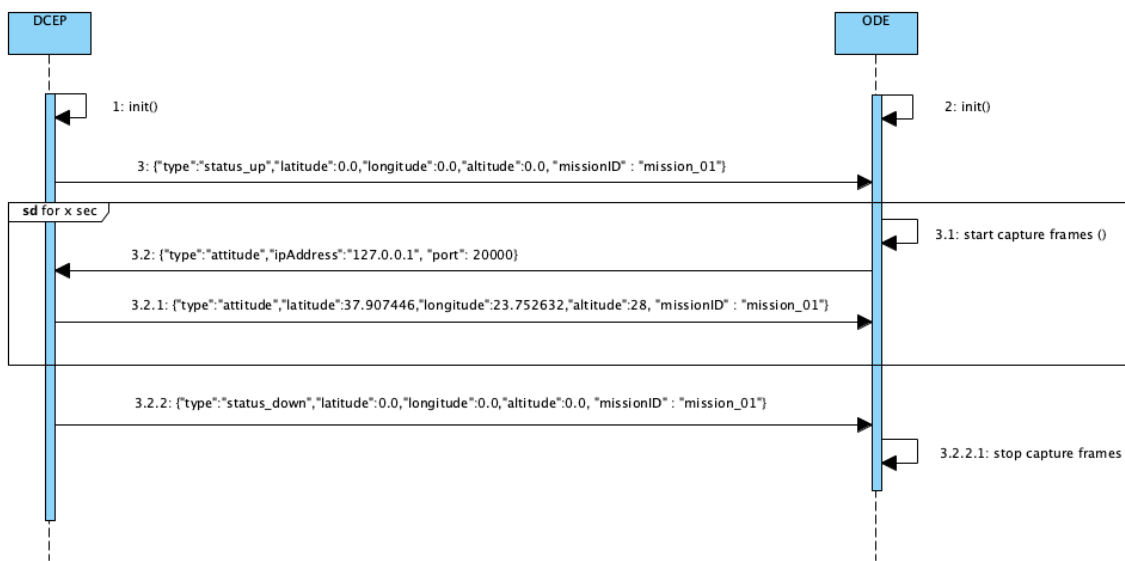 DCEP
ODE
1: init()
2: init()
3: {"type":"status_up","latitude":0.0,"longitude":0.0,"altitude":0.0, "missionID" : "mission_01"}
sd for x sec
3.1: start capture frames ()
3.2: {"type":"attitude","ipAddress":"127.0.0.1", "port": 20000}
3.2.1: {"type":"attitude","latitude":37.907446,"longitude":23.752632,"altitude":28, "missionID" : "mission_01"}
3.2.2: {"type":"status_down","latitude":0.0,"longitude":0.0,"altitude":0.0, "missionID" : "mission_01"}
3.2.2.1: stop capture frames